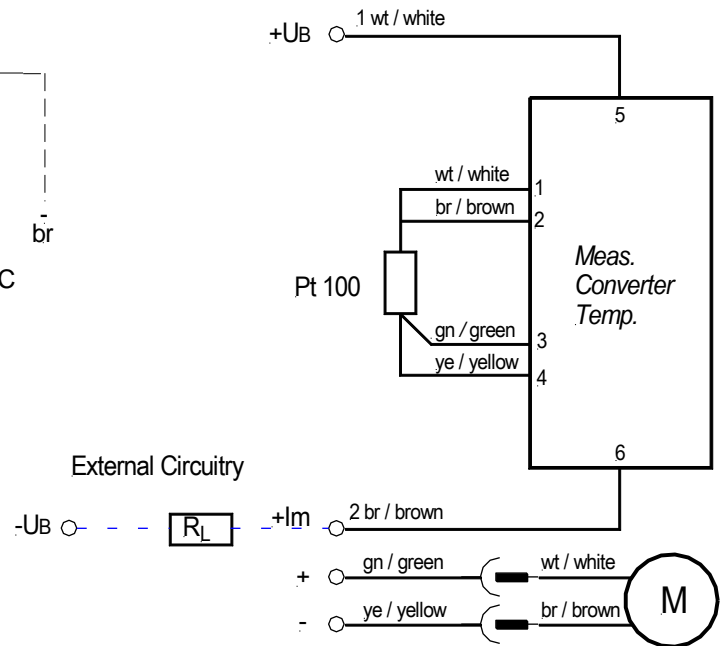 +UB 1 wt / white
5
wt / white
1
br / brown
2
-
br
C
Meas.
Converter
Temp.
Pt 100
gn / green
3
ye / yellow
4
External Circuitry
6
-UB RL +Im 2 br / brown
+ gn / green wt / white
M
- ye / yellow br / brown